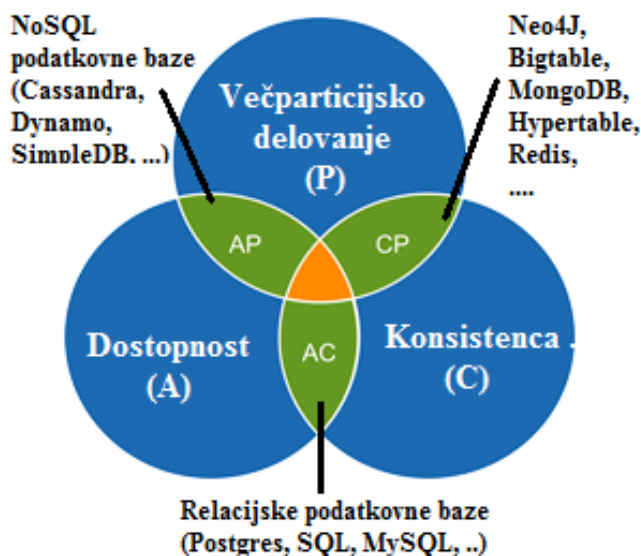 NoSQL
podatkovne baze
(Cassandra,
Dynamo,
SimpleDB, ...)
Neo4J,
Bigtable,
MongoDB,
Hypertable,
Redis,
....
Večparticijsko
delovanje
(P)
AP
CP
Dostopnost
(A)
AC
Konsistenca .
(C)
Relacijske podatkovne baze
(Postgres, SQL, MySQL, ..)